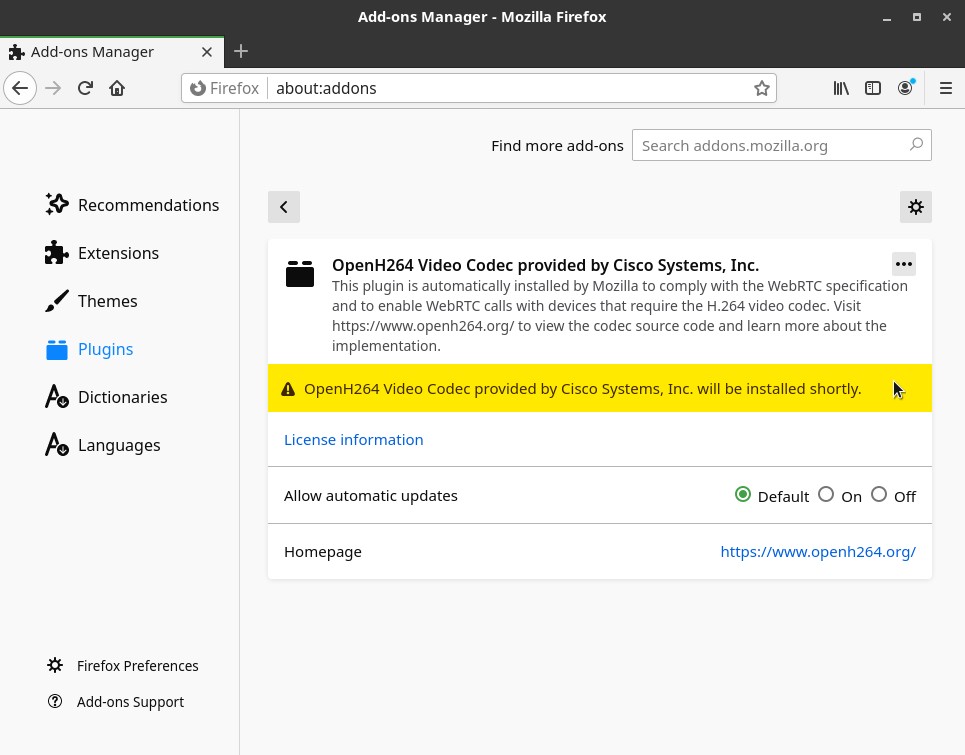 Add-ons Manager - Mozilla Firefox
Add-ons Manager
Firefox about:addons
Find more add-ons Search addons.mozilla.org
Recommendations
Extensions
Themes
Plugins
Dictionaries
Languages
OpenH264 Video Codec provided by Cisco Systems, Inc.
This plugin is automatically installed by Mozilla to comply with the WebRTC specification
and to enable WebRTC calls with devices that require the H.264 video codec. Visit
https://www.openh264.org/ to view the codec source code and learn more about the
implementation.
OpenH264 Video Codec provided by Cisco Systems, Inc. will be installed shortly.
License information
Allow automatic updates Default On Off
Homepage https://www.openh264.org/
Firefox Preferences
Add-ons Support